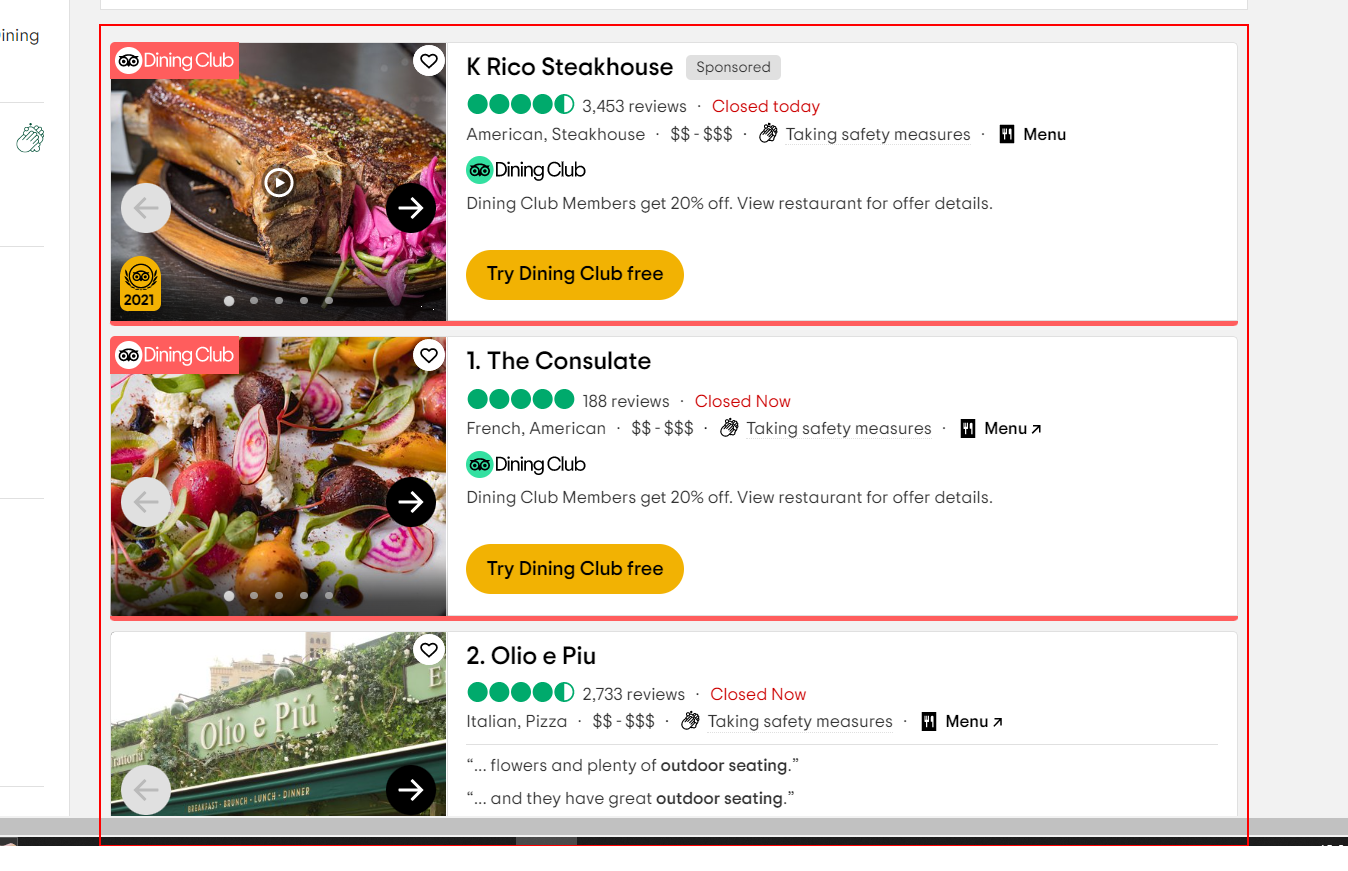 ining
Dining Club
K Rico Steakhouse Sponsored
3,453 reviews · Closed today
American, Steakhouse · $$ - $$$ · Taking safety measures · Menu
Dining Club
Dining Club Members get 20% off. View restaurant for offer details.
Try Dining Club free
2021
Dining Club
1. The Consulate
188 reviews · Closed Now
French, American · $$ - $$$ · Taking safety measures · Menu
Dining Club
Dining Club Members get 20% off. View restaurant for offer details.
Try Dining Club free
2. Olio e Piu
2,733 reviews · Closed Now
Italian, Pizza · $$ - $$$ · Taking safety measures · Menu
“... flowers and plenty of outdoor seating.”
“... and they have great outdoor seating.”
Olio e Piú
E
rattoria
BREAKFAST · BRUNCH · LUNCH · DINNER